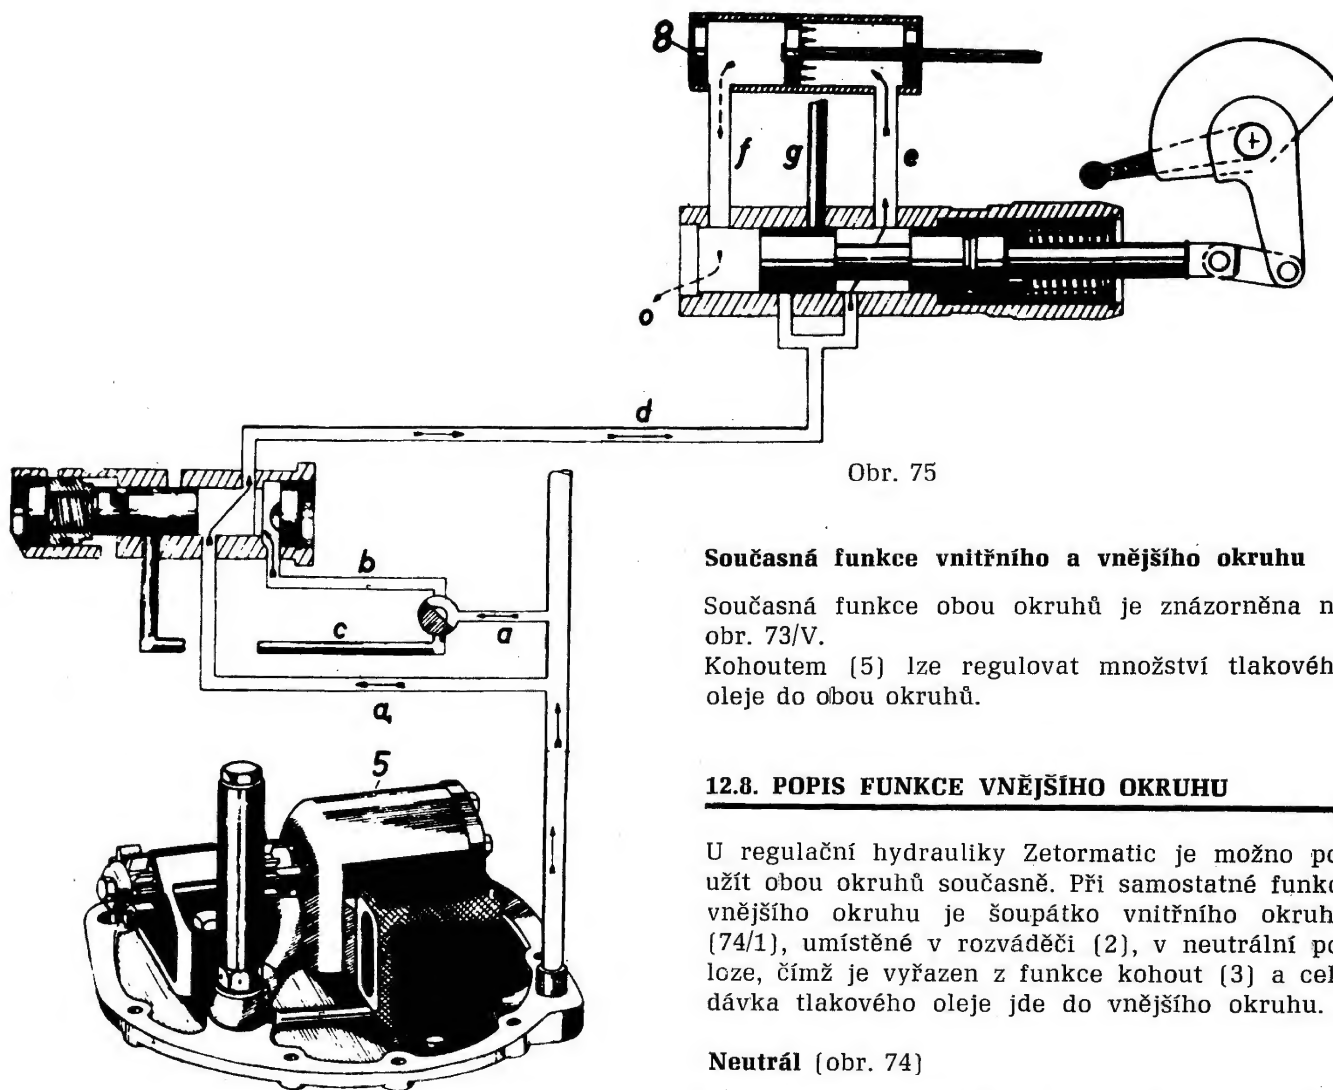 8
f
g
e
o
d
Obr. 75
b
c
a
a₁
5
Současná funkce vnitřního a vnějšího okruhu
Současná funkce obou okruhů je znázorněna n
obr. 73/V.
Kohoutem (5) lze regulovat množství tlakovéh
oleje do obou okruhů.
12.8. POPIS FUNKCE VNĚJŠÍHO OKRUHU
U regulační hydrauliky Zetormatic je možno po
užít obou okruhů současně. Při samostatné funkc
vnějšího okruhu je šoupátko vnitřního okruh
(74/1), umístěné v rozváděči (2), v neutrální po
loze, čímž je vyřazen z funkce kohout (3) a cel
dávka tlakového oleje jde do vnějšího okruhu.
Neutrál (obr. 74)